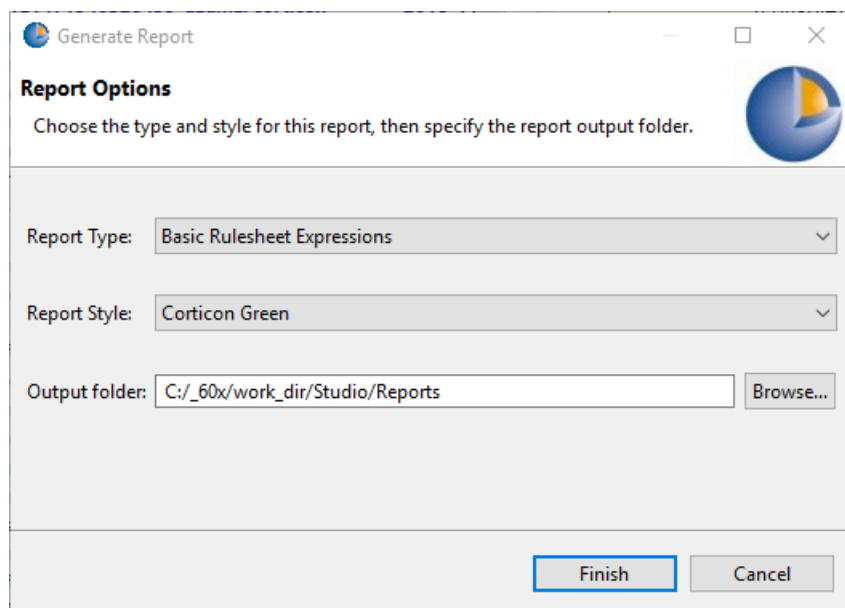 Generate Report
Report Options
Choose the type and style for this report, then specify the report output folder.
Report Type:
Basic Rulesheet Expressions
Report Style:
Corticon Green
Output folder:
C:/_60x/work_dir/Studio/Reports
Browse...
Finish
Cancel